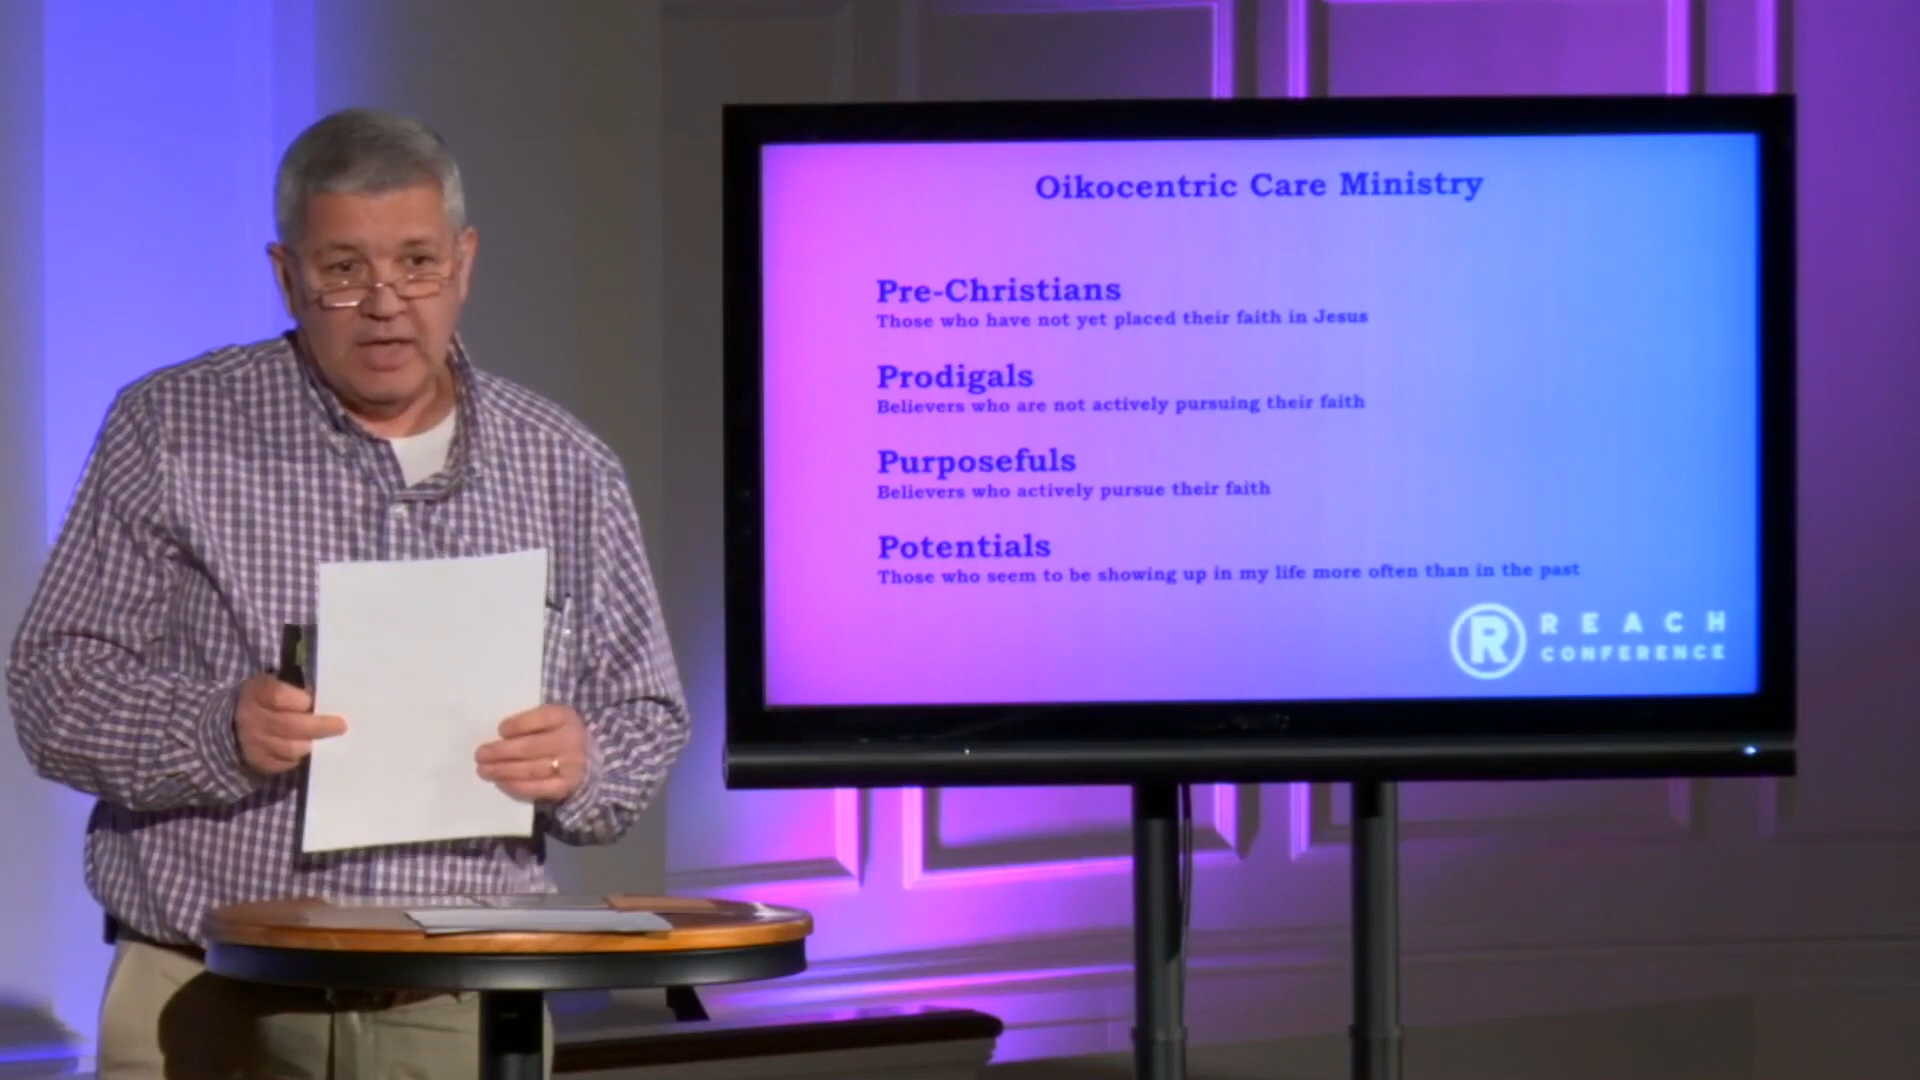 Oikocentric Care Ministry
Pre-Christians
Those who have not yet placed their faith in Jesus
Prodigals
Believers who are not actively pursuing their faith
Purposefuls
Believers who actively pursue their faith
Potentials
Those who seem to be showing up in my life more often than in the past
R REACH
CONFERENCE